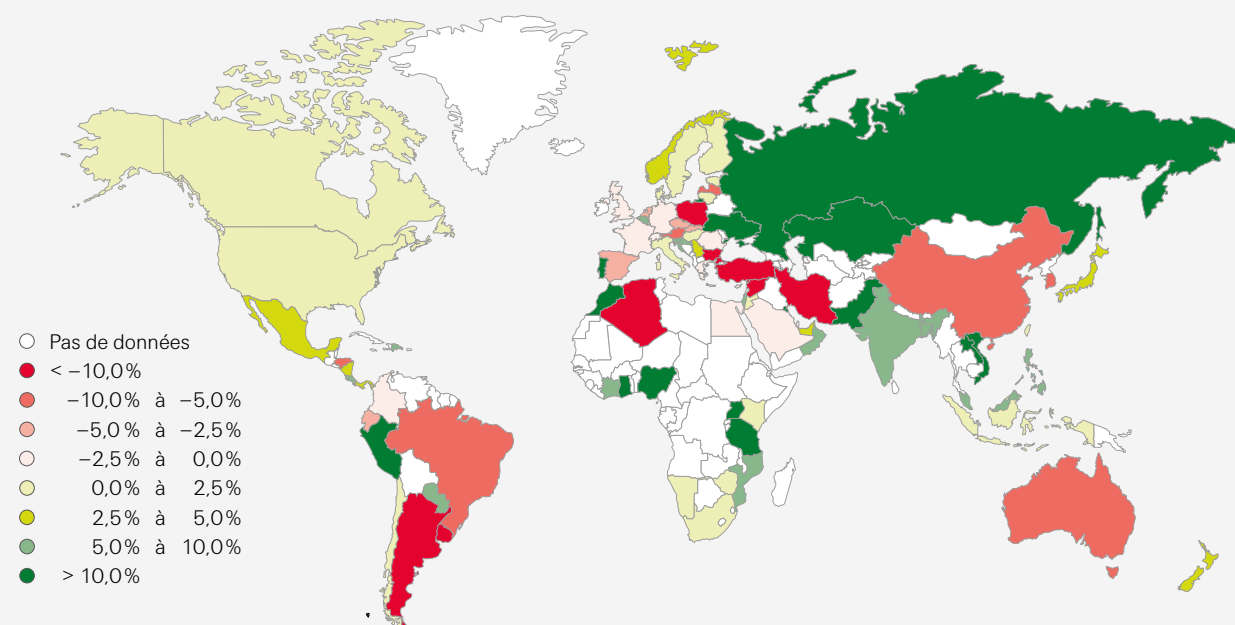 Pas de données
< −10,0%
−10,0% à −5,0%
−5,0% à −2,5%
−2,5% à 0,0%
0,0% à 2,5%
2,5% à 5,0%
5,0% à 10,0%
> 10,0%